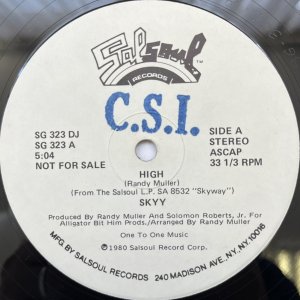 Salsoul
RECORDS
C.S.I.
SG 323 DJ
SG 323 A
5:04
NOT FOR SALE
SIDE A
STEREO
ASCAP
33 1/3 RPM
HIGH
(Randy Muller)
(From The Salsoul L.P. SA 8532 "Skyway")
SKYY
Produced By Randy Muller and Solomon Roberts, Jr. For
Alligator Bit Him Prods./Arranged By Randy Muller
One To One Music
©1980 Salsoul Record Corp.
MFG. BY SALSOUL RECORDS 240 MADISON AVE. NY, NY.10016